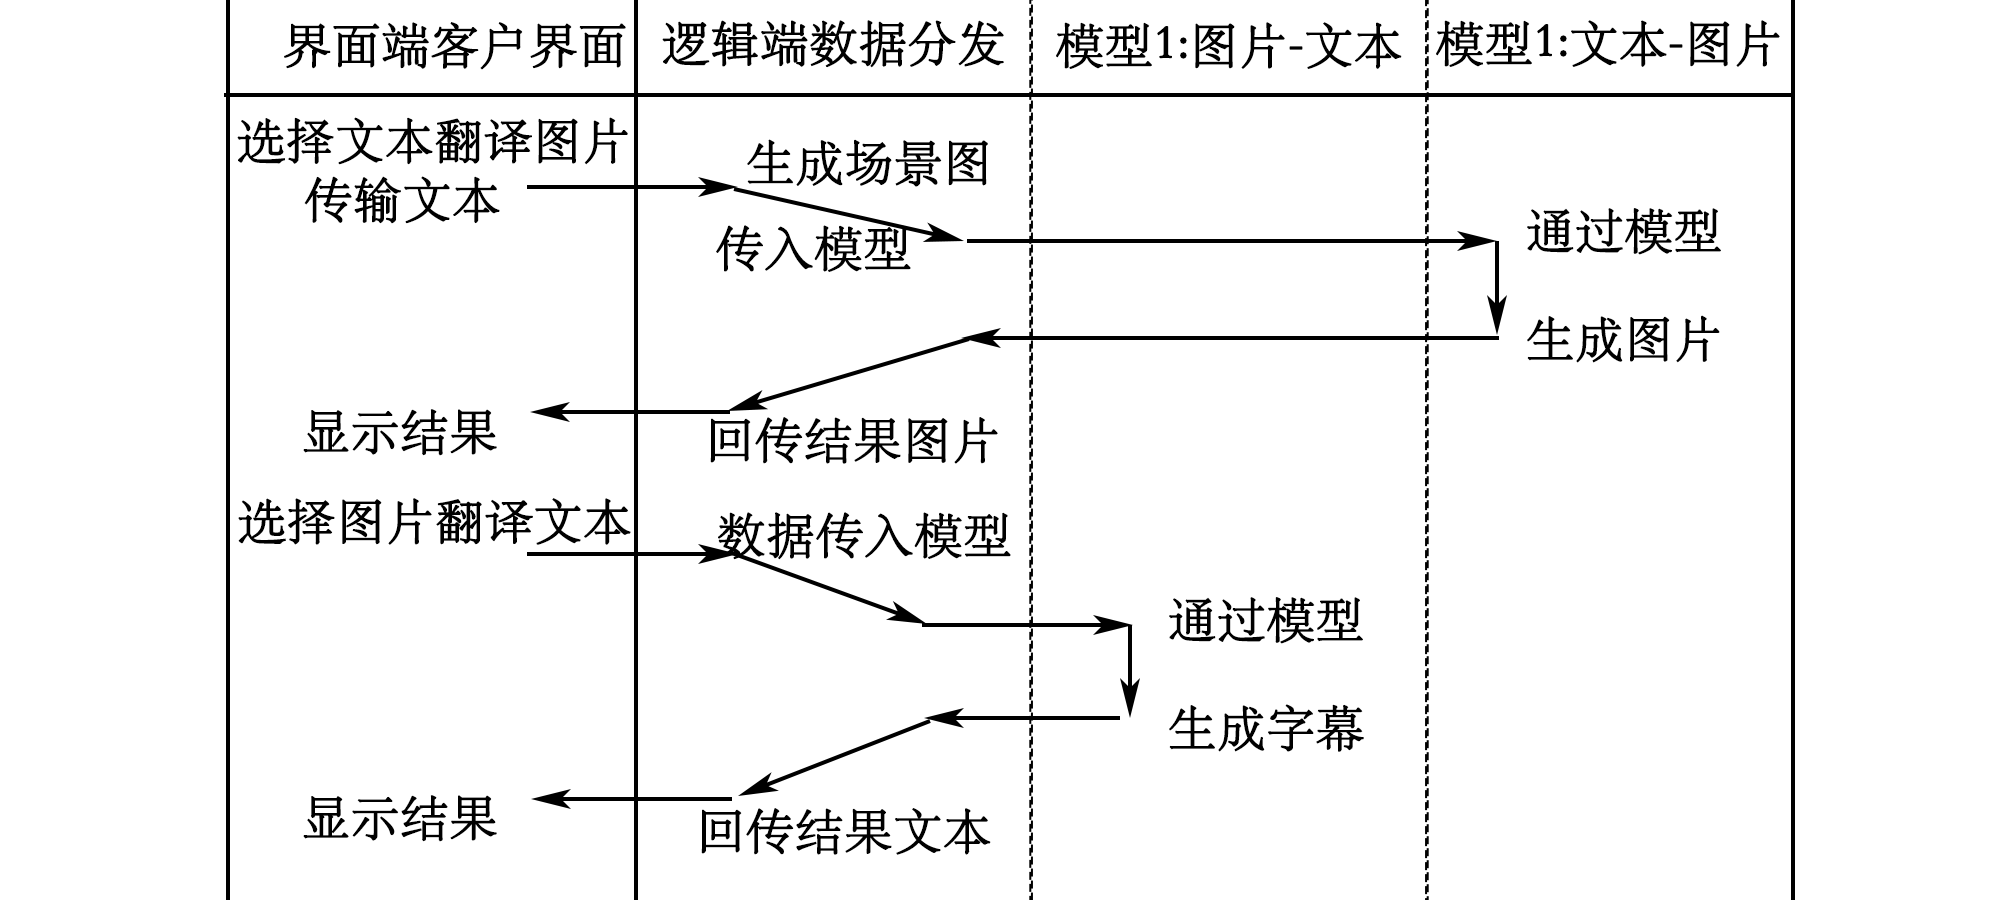 界面端客户界面
逻辑端数据分发
模型1:图片-文本
模型1:文本-图片
选择文本翻译图片
传输文本
生成场景图
传入模型
通过模型
生成图片
显示结果
回传结果图片
选择图片翻译文本
数据传入模型
通过模型
生成字幕
显示结果
回传结果文本